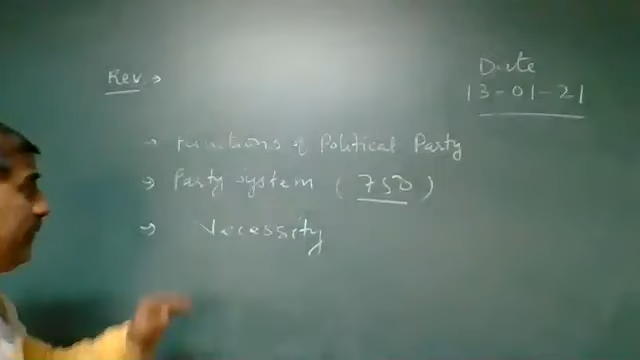 Rev. →
Date
13-01-21
→ Functions of Political Party
→ Party system ( 750 )
→ Necessity